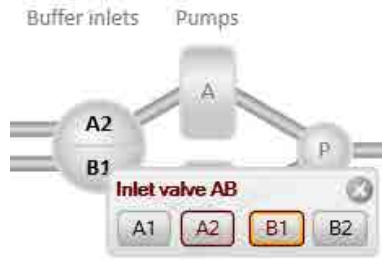 Buffer inlets Pumps
A
A2
P
B1
Inlet valve AB
A1 A2 B1 B2